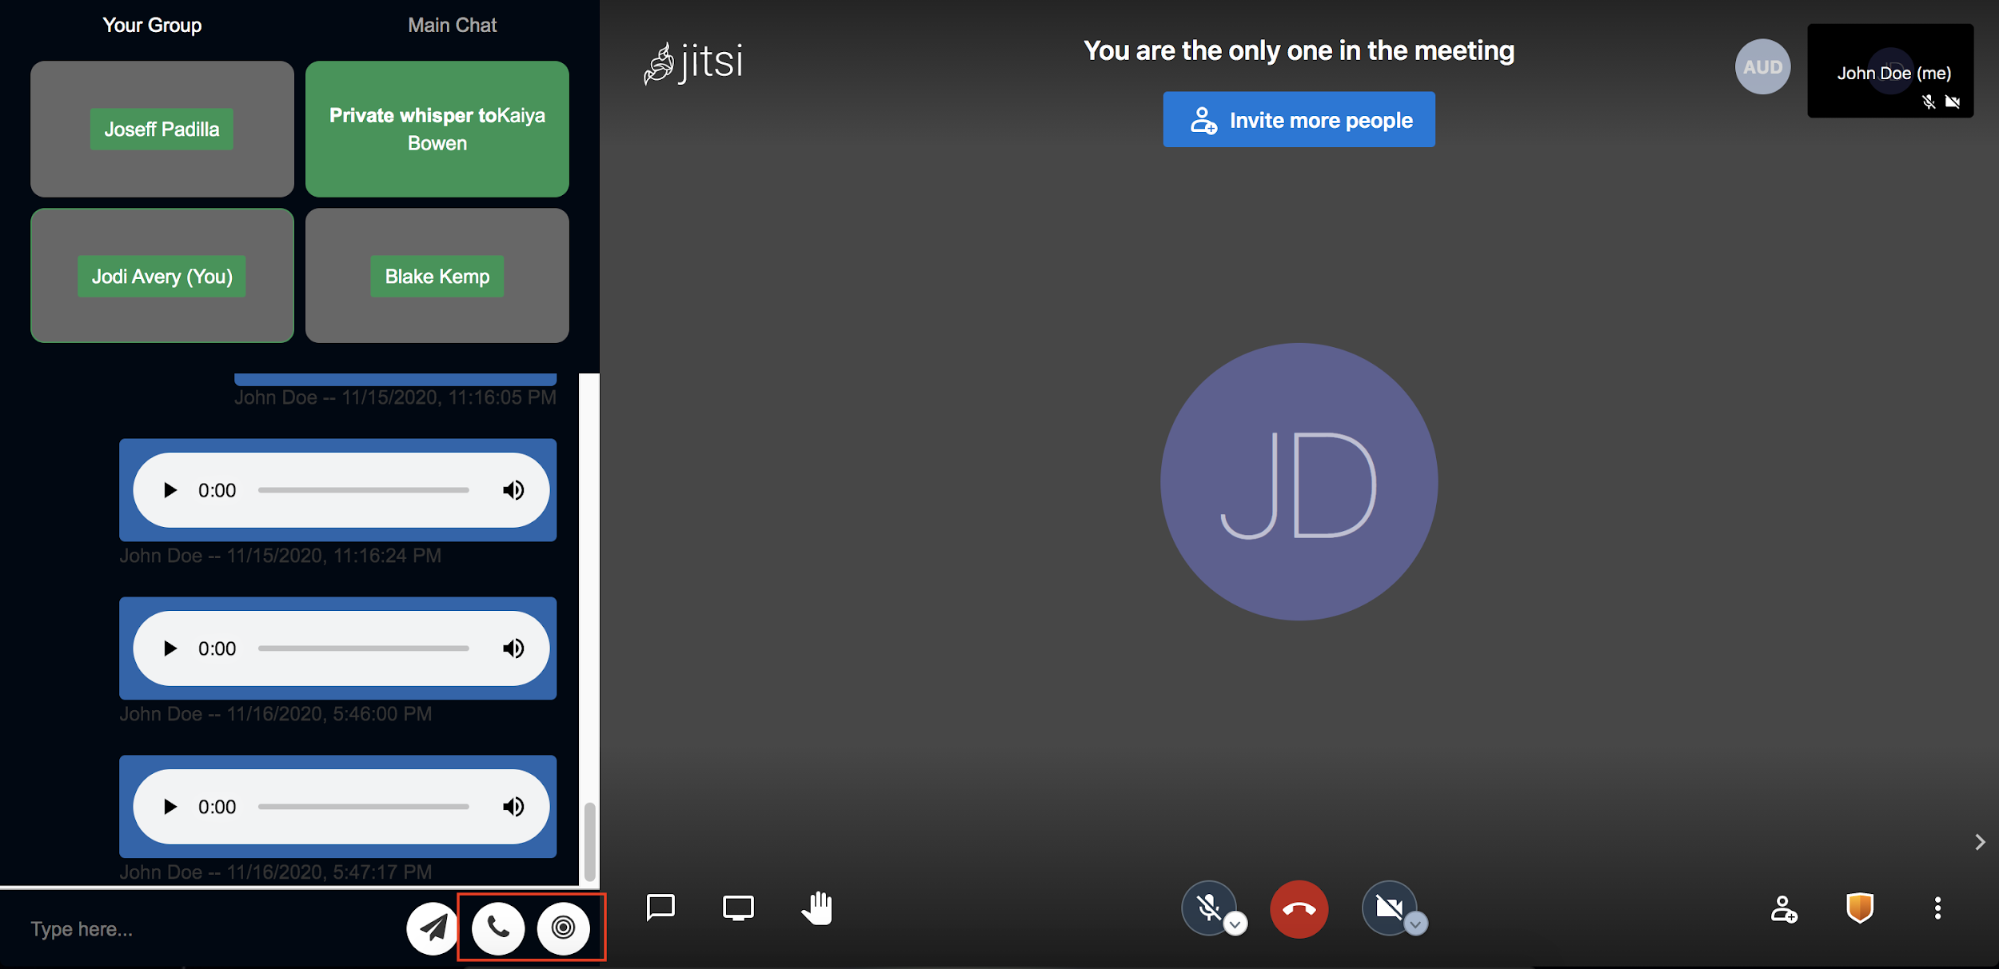 Your Group
Main Chat
Joseff Padilla
Private whisper toKaiya
Bowen
Jodi Avery (You)
Blake Kemp
John Doe -- 11/15/2020, 11:16:05 PM
0:00
John Doe -- 11/15/2020, 11:16:24 PM
0:00
John Doe -- 11/16/2020, 5:46:00 PM
0:00
John Doe -- 11/16/2020, 5:47:17 PM
Type here...
jitsi
You are the only one in the meeting
Invite more people
AUD
JD
John Doe (me)
JD